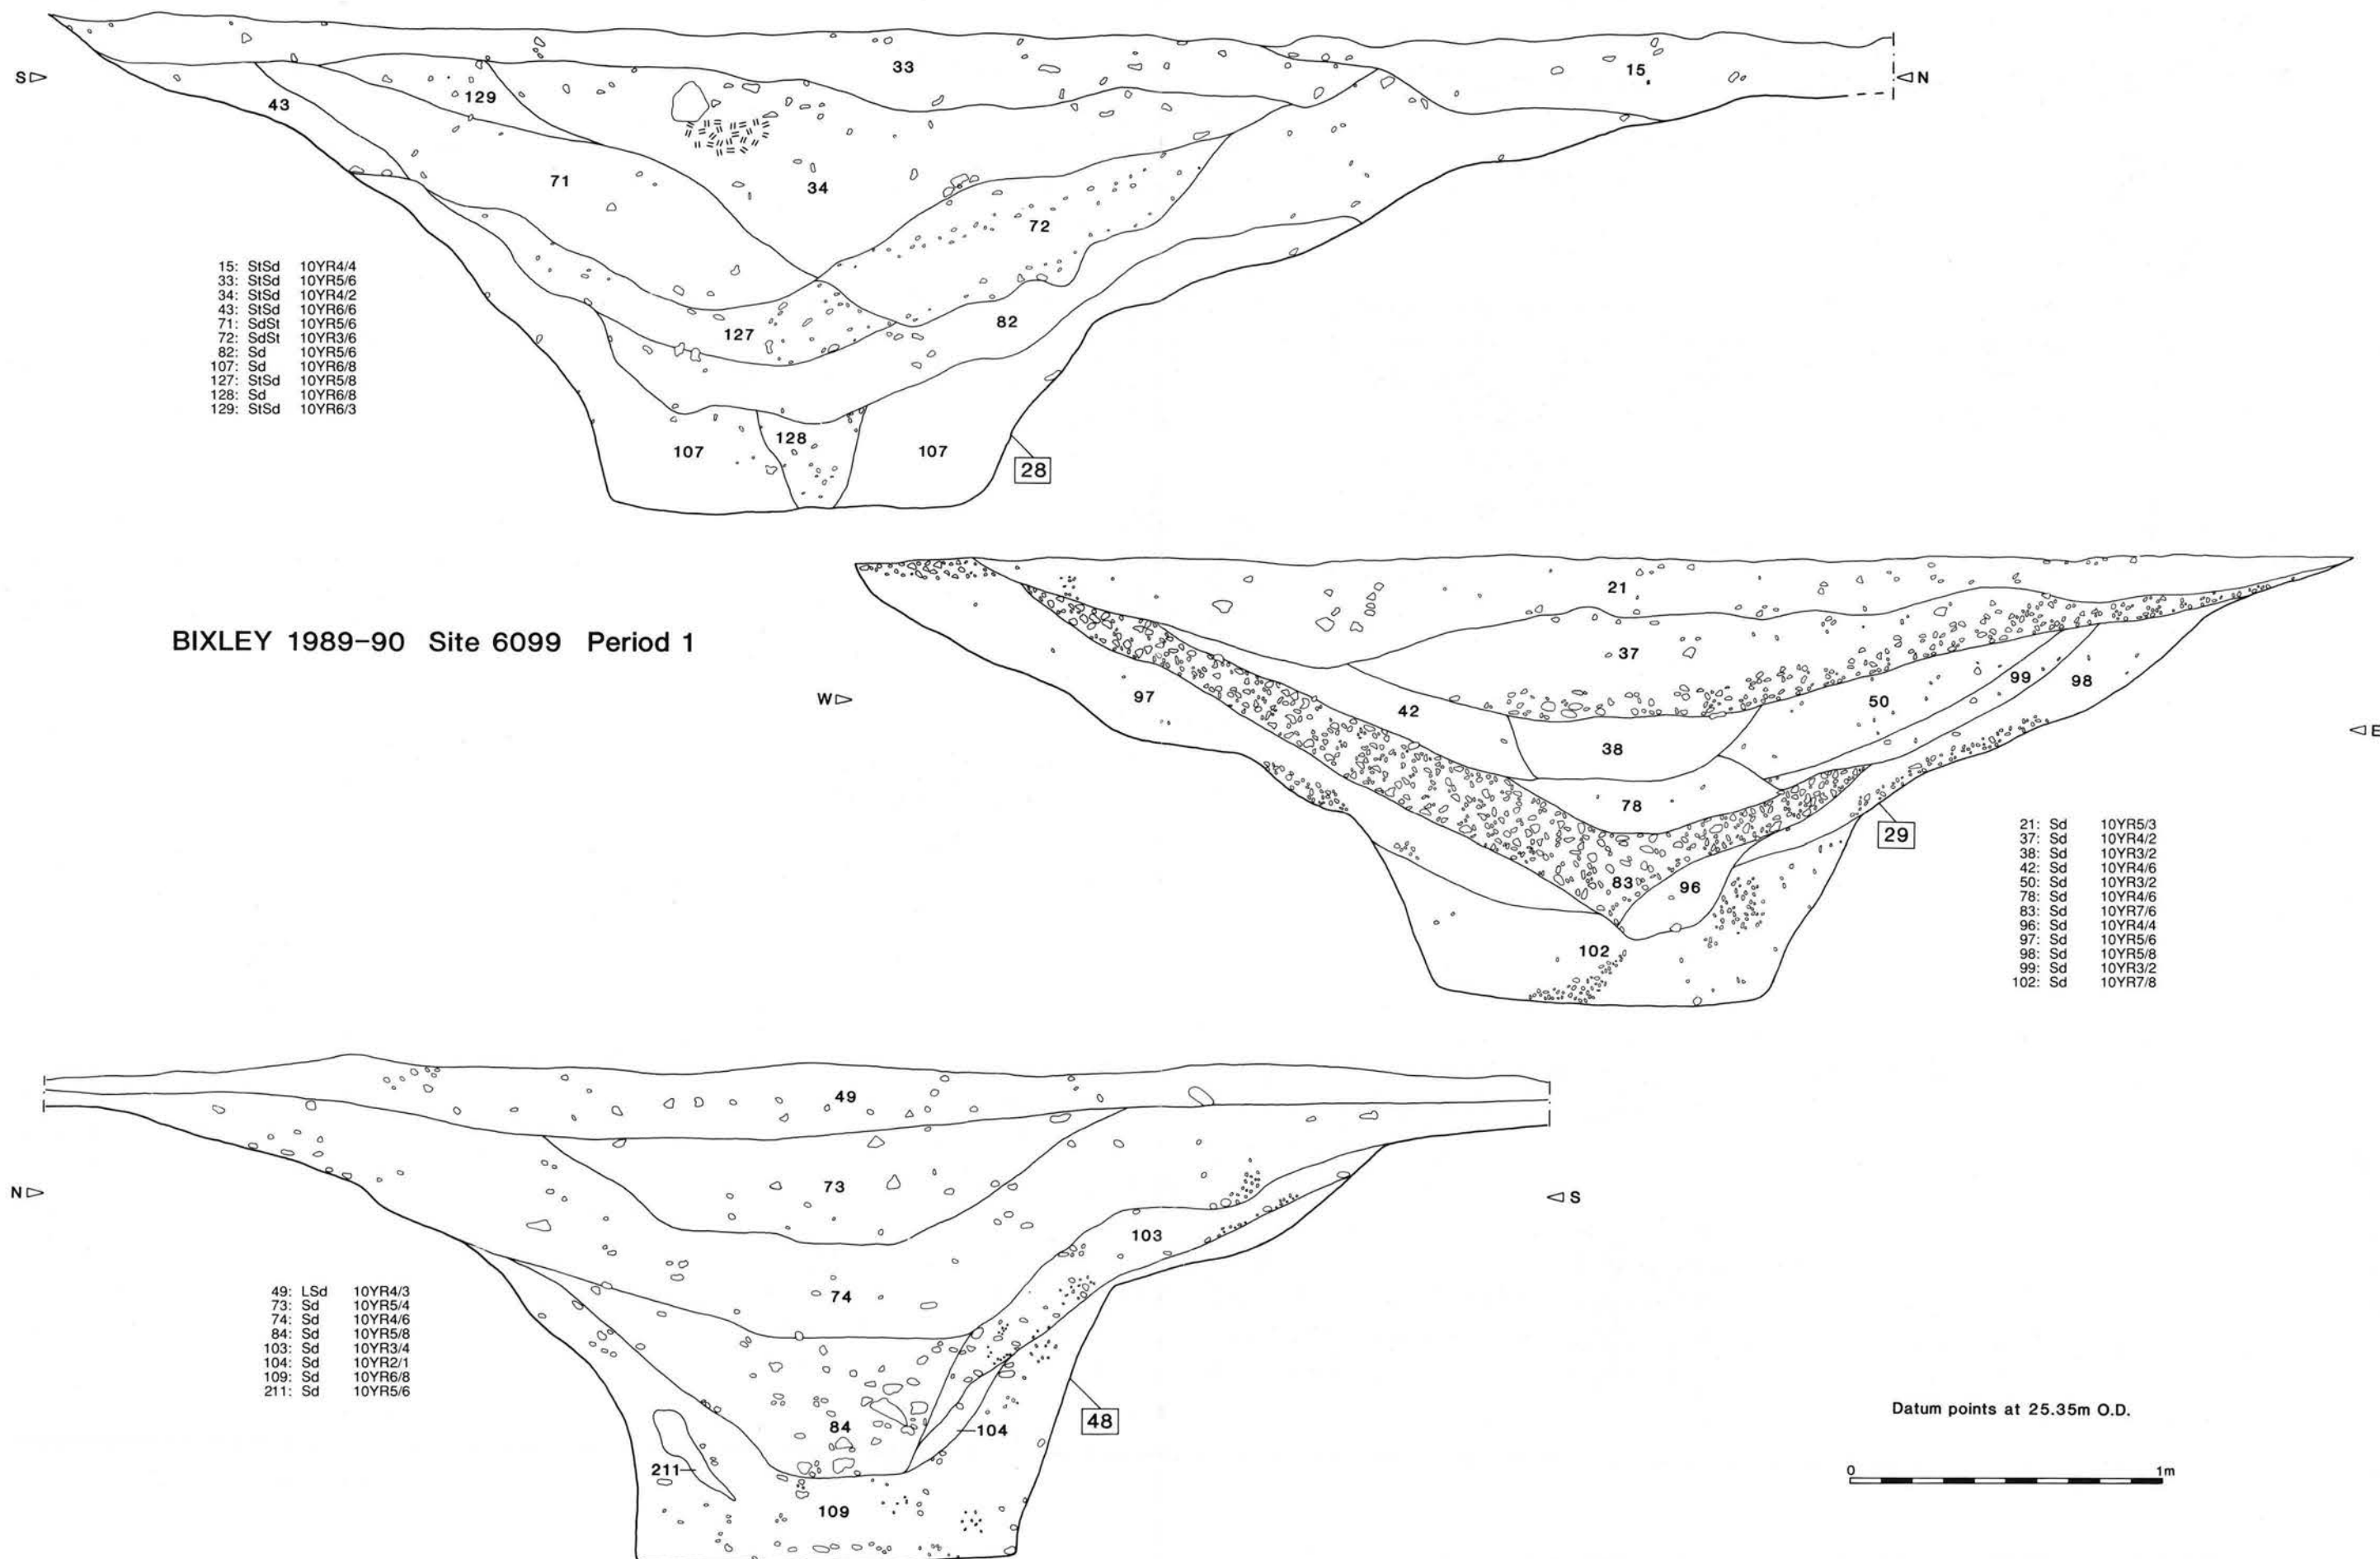 33
15
S
N
43
129
71
34
72
127
82
107
128
107
28
15: StSd 10YR4/4
33: StSd 10YR5/6
34: StSd 10YR4/2
43: StSd 10YR6/6
71: SdSt 10YR5/6
72: SdSt 10YR3/6
82: Sd 10YR5/6
107: Sd 10YR6/8
127: StSd 10YR5/8
128: Sd 10YR6/8
129: StSd 10YR6/3
BIXLEY 1989-90 Site 6099 Period 1
W
E
21
37
97
42
50
99
98
38
78
83
96
102
29
21: Sd 10YR5/3
37: Sd 10YR4/2
38: Sd 10YR3/2
42: Sd 10YR4/6
50: Sd 10YR3/2
78: Sd 10YR4/6
83: Sd 10YR7/6
96: Sd 10YR4/4
97: Sd 10YR5/6
98: Sd 10YR5/8
99: Sd 10YR3/2
102: Sd 10YR7/8
N
S
49
73
103
74
84
104
48
211
109
49: LSd 10YR4/3
73: Sd 10YR5/4
74: Sd 10YR4/6
84: Sd 10YR5/8
103: Sd 10YR3/4
104: Sd 10YR2/1
109: Sd 10YR6/8
211: Sd 10YR5/6
Datum points at 25.35m O.D.
0 1m